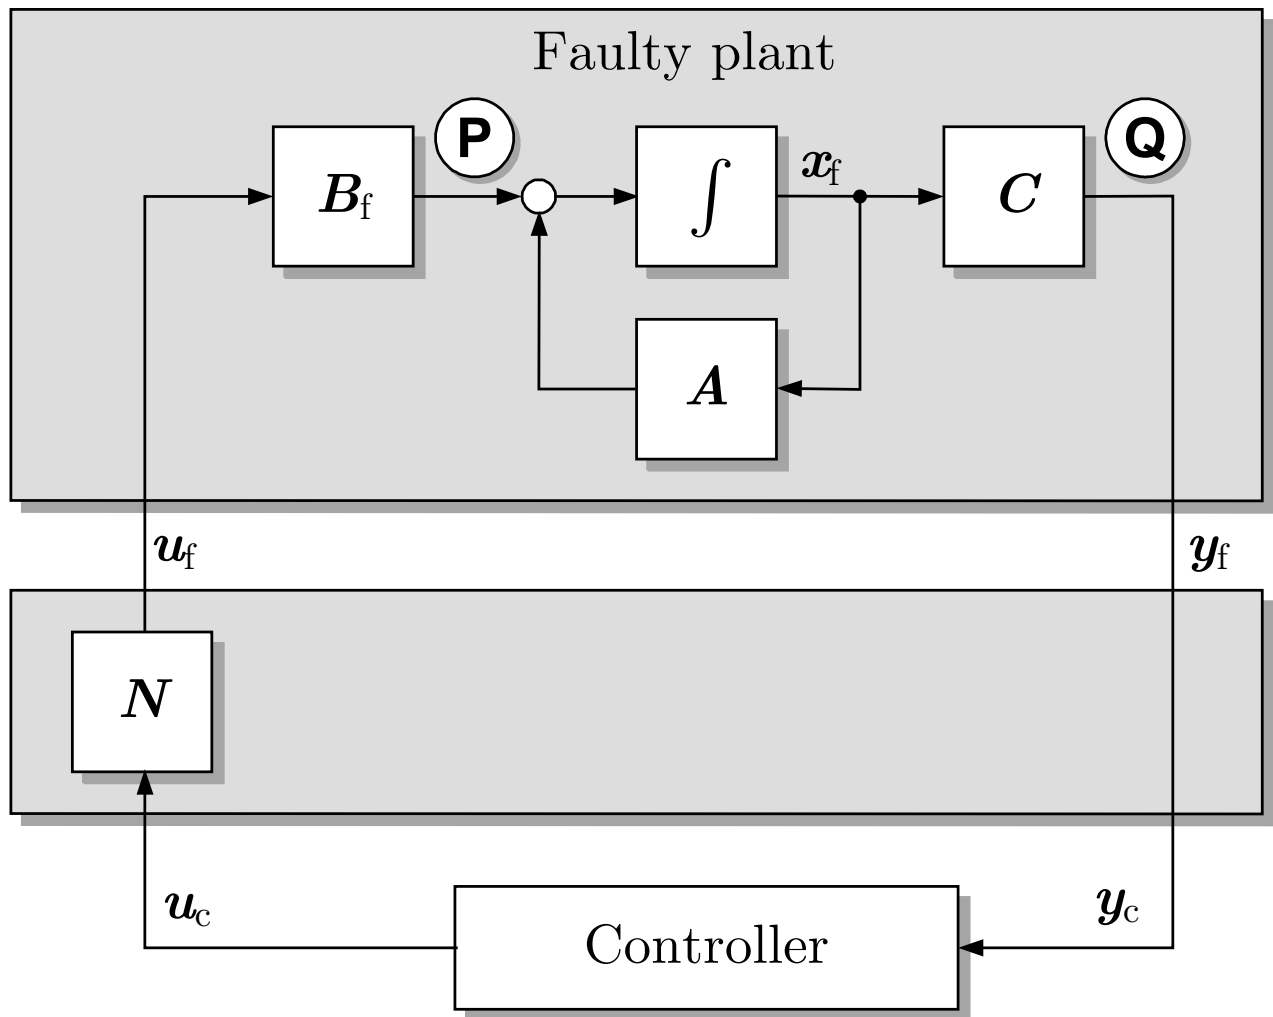 Faulty plant
P
Q
B_f
∫
x_f
C
A
u_f
y_f
N
u_c
y_c
Controller